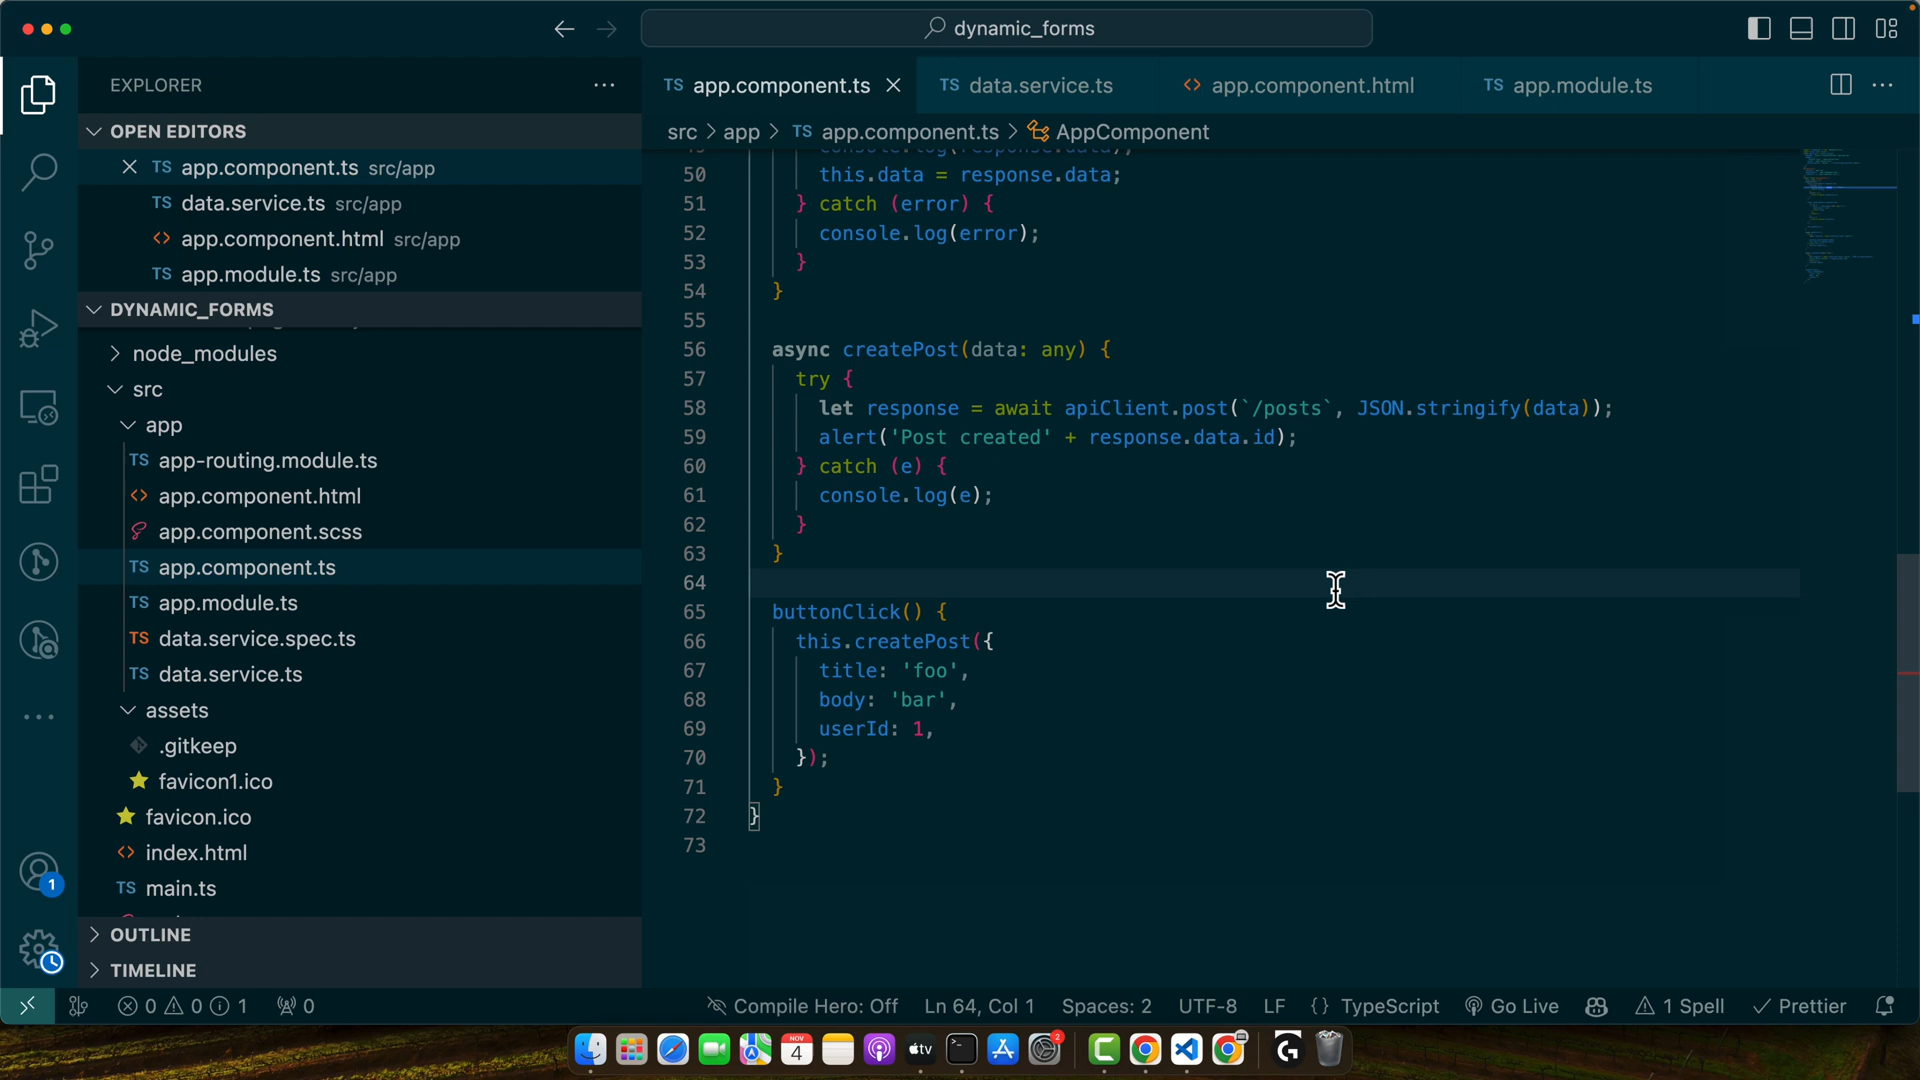 dynamic_forms
EXPLORER
OPEN EDITORS
TS app.component.ts src/app
TS data.service.ts src/app
<> app.component.html src/app
TS app.module.ts src/app
DYNAMIC_FORMS
node_modules
src
app
TS app-routing.module.ts
<> app.component.html
app.component.scss
TS app.component.ts
TS app.module.ts
TS data.service.spec.ts
TS data.service.ts
assets
.gitkeep
favicon1.ico
favicon.ico
<> index.html
TS main.ts
OUTLINE
TIMELINE
1
TS app.component.ts
TS data.service.ts
<> app.component.html
TS app.module.ts
src > app > TS app.component.ts > AppComponent
50 this.data = response.data;
51 } catch (error) {
52 console.log(error);
53 }
54 }
55
56 async createPost(data: any) {
57 try {
58 let response = await apiClient.post(`/posts`, JSON.stringify(data));
59 alert('Post created' + response.data.id);
60 } catch (e) {
61 console.log(e);
62 }
63 }
64
65 buttonClick() {
66 this.createPost({
67 title: 'foo',
68 body: 'bar',
69 userId: 1,
70 });
71 }
72 }
73
0 0 1 0
Compile Hero: Off Ln 64, Col 1 Spaces: 2 UTF-8 LF {} TypeScript Go Live 1 Spell Prettier
NOV
4
tv
2